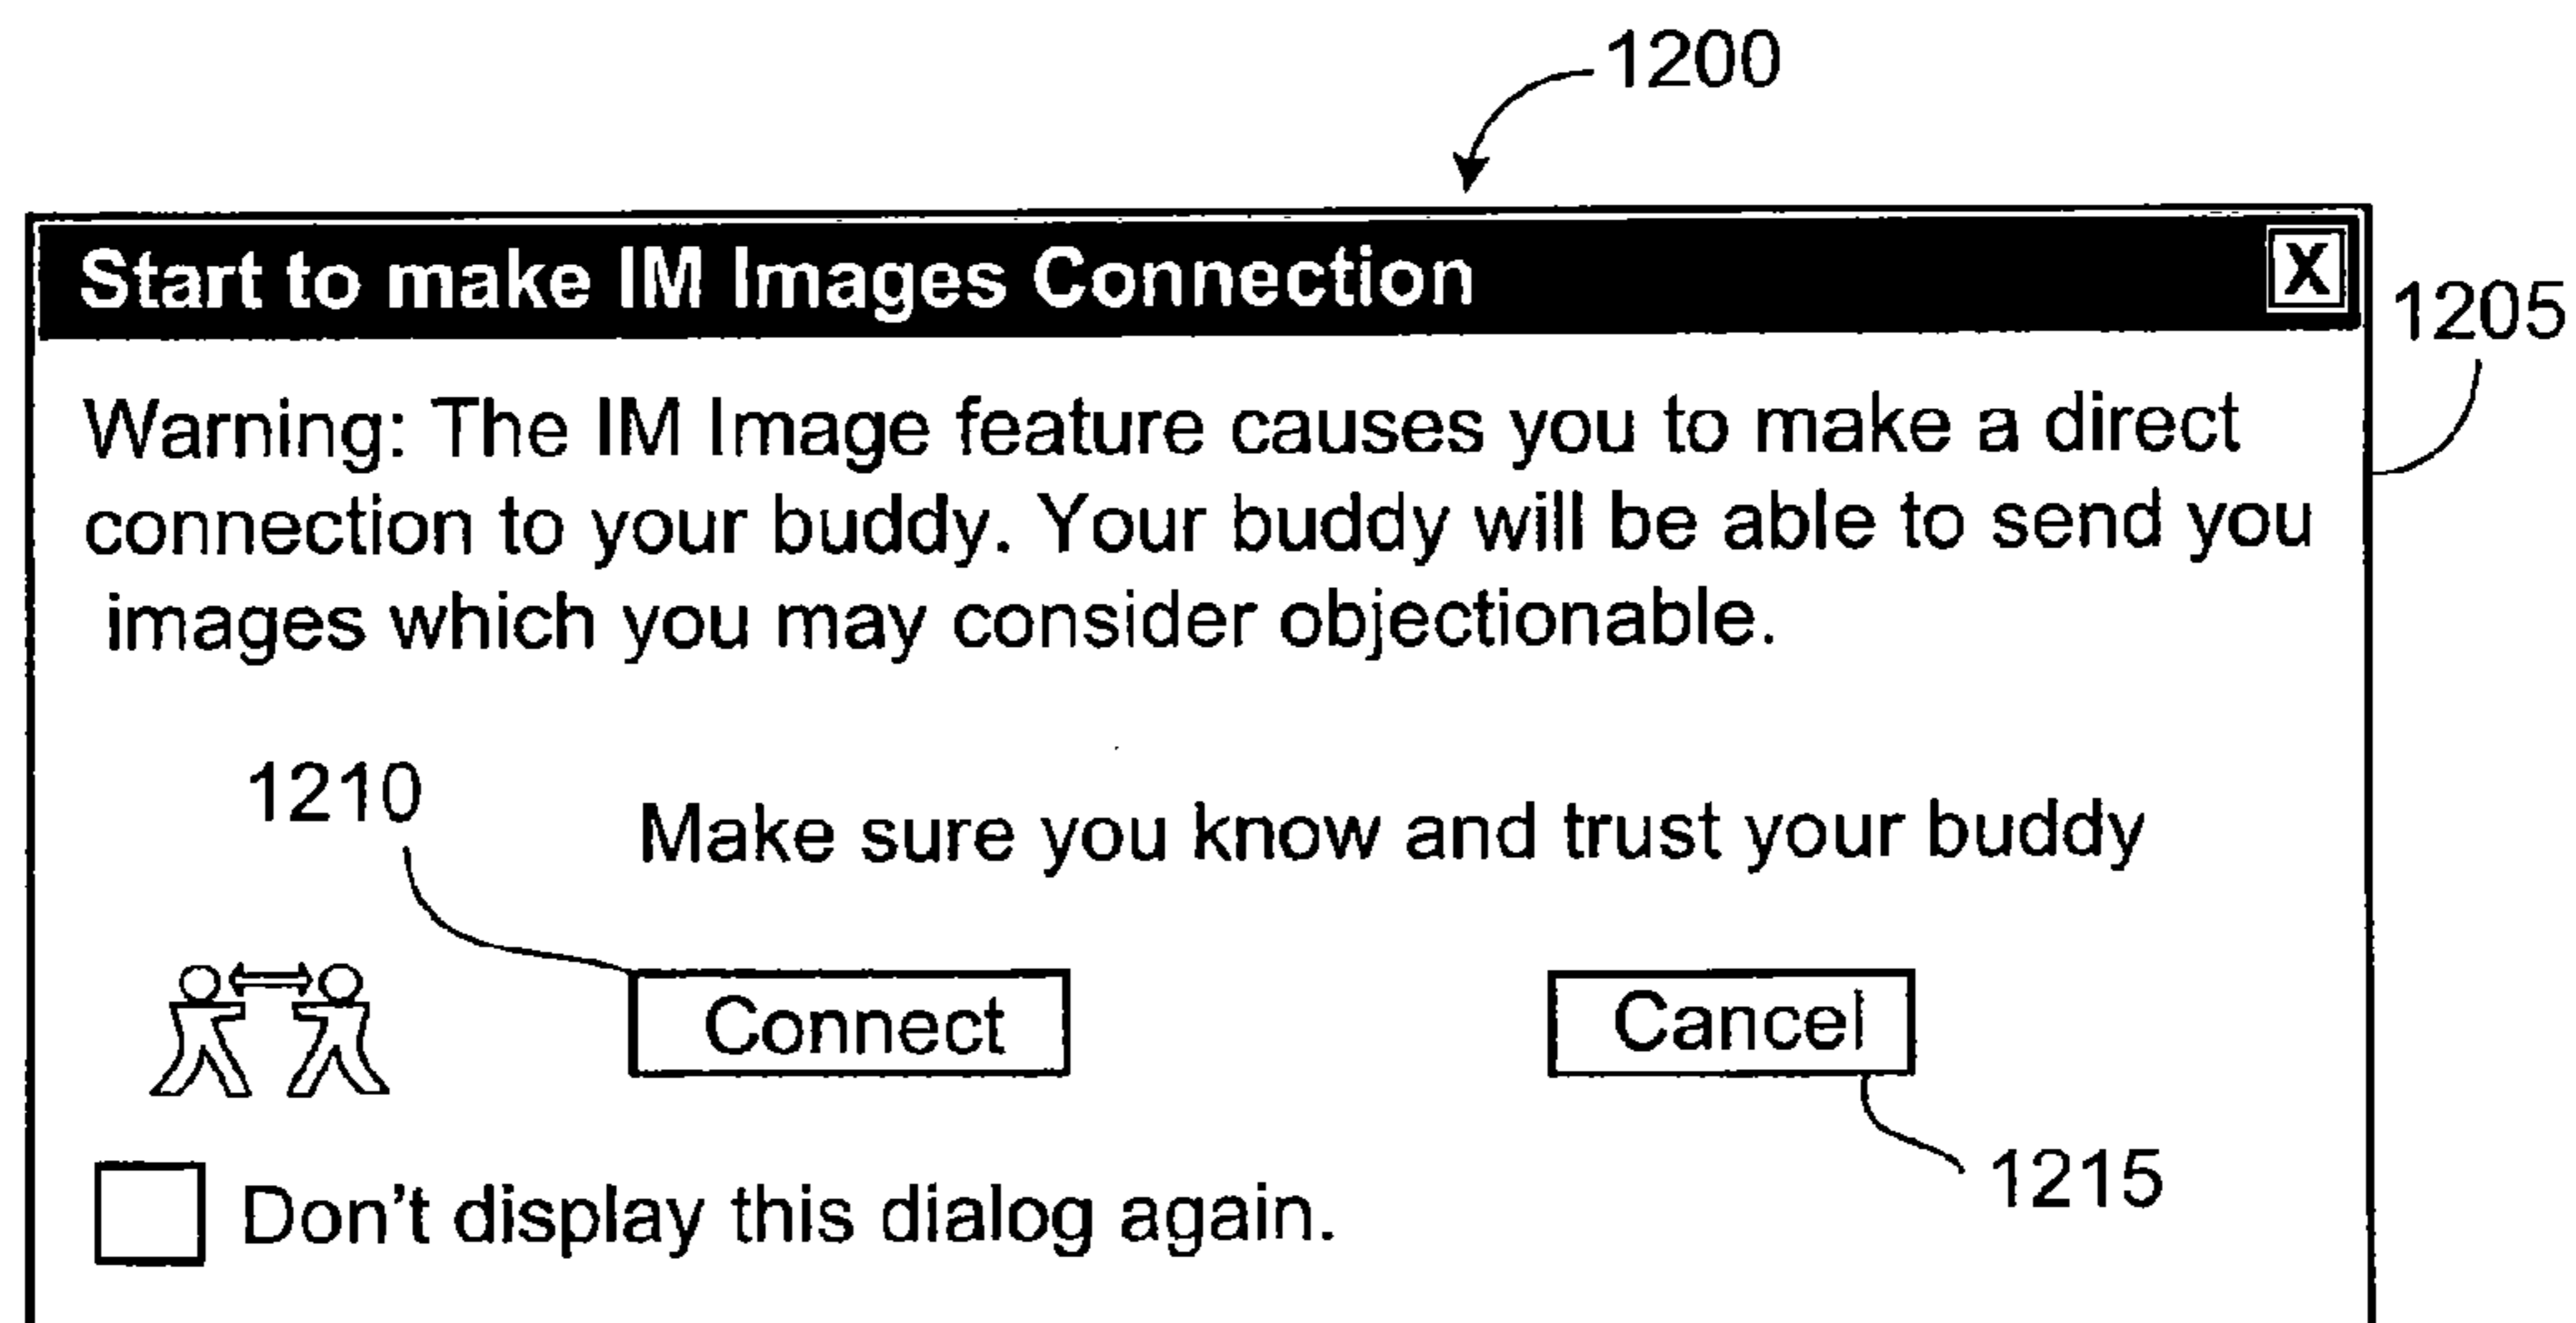 1200
Start to make IM Images Connection X
1205
Warning: The IM Image feature causes you to make a direct
connection to your buddy. Your buddy will be able to send you
images which you may consider objectionable.
1210
Make sure you know and trust your buddy
Connect Cancel
1215
Don't display this dialog again.